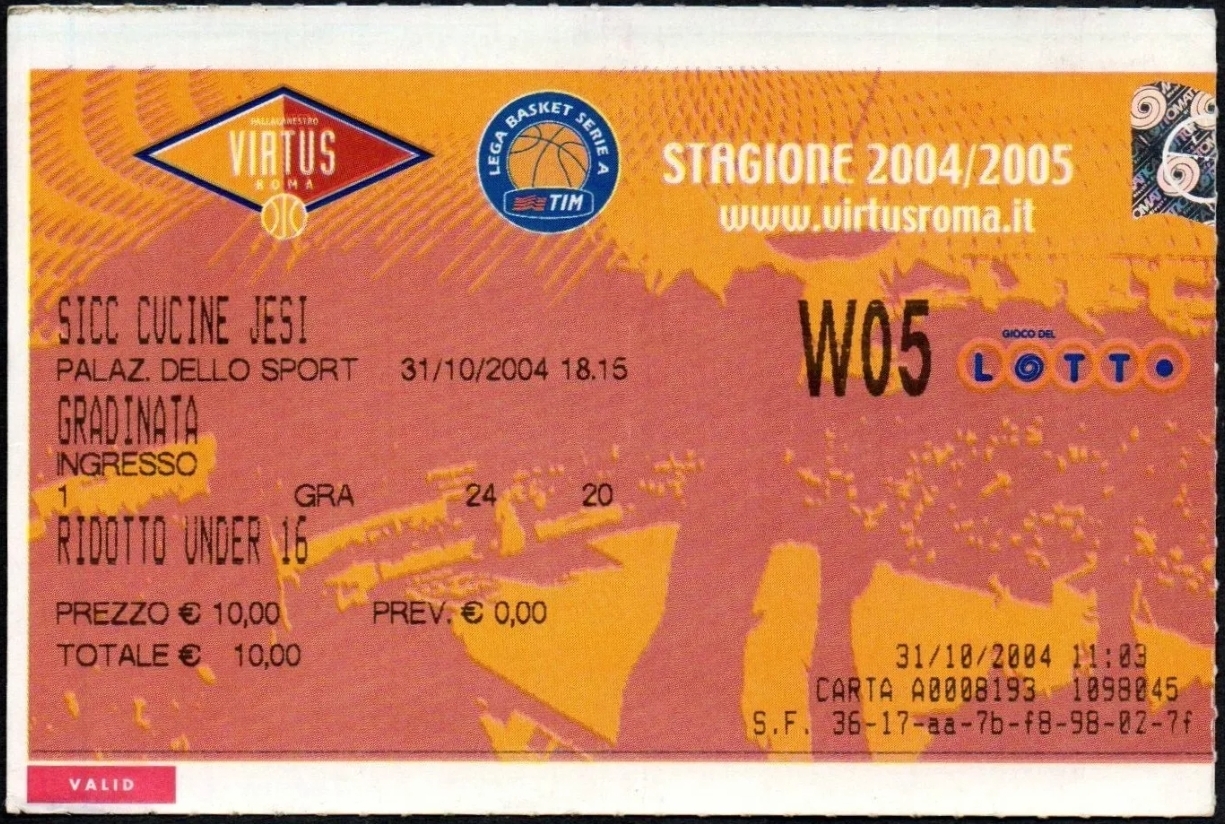 PALLACANESTRO
VIRTUS
ROMA
LEGA BASKET SERIE A
TIM
STAGIONE 2004/2005
www.virtusroma.it
SICC CUCINE JESI
PALAZ. DELLO SPORT 31/10/2004 18.15
W05
GIOCO DEL
LOTTO
GRADINATA
INGRESSO
1 GRA 24 20
RIDOTTO UNDER 16
PREZZO € 10,00 PREV. € 0,00
TOTALE € 10,00
31/10/2004 11:03
CARTA A0008193 1098045
S.F. 36-17-aa-7b-f8-98-02-7f
VALID